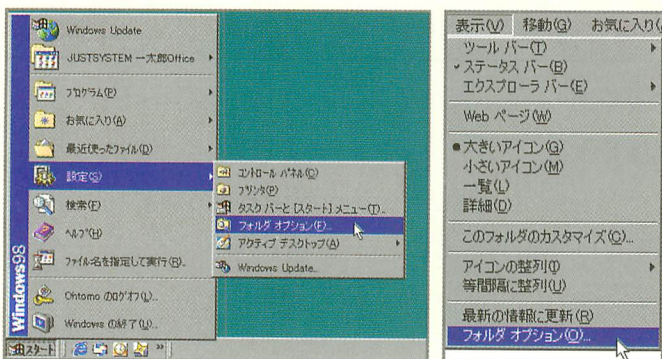 Windows Update
JUSTSYSTEM 一太郎Office
プログラム(P)
お気に入り(A)
最近使ったファイル(D)
設定(S)
検索(F)
ヘルプ(H)
ファイル名を指定して実行(R)...
Ohtomo のログオフ(L)...
Windows の終了(U)...
Windows98
スタート
コントロール パネル(C)
プリンタ(P)
タスク バーと [スタート] メニュー(T)...
フォルダ オプション(F)...
アクティブ デスクトップ(A)
Windows Update...
表示(V) 移動(G) お気に入り(
ツール バー(T)
ステータス バー(B)
エクスプローラ バー(E)
Web ページ(W)
大きいアイコン(G)
小さいアイコン(M)
一覧(L)
詳細(D)
このフォルダのカスタマイズ(C)...
アイコンの整列(I)
等間隔に整列(U)
最新の情報に更新(R)
フォルダ オプション(O)...